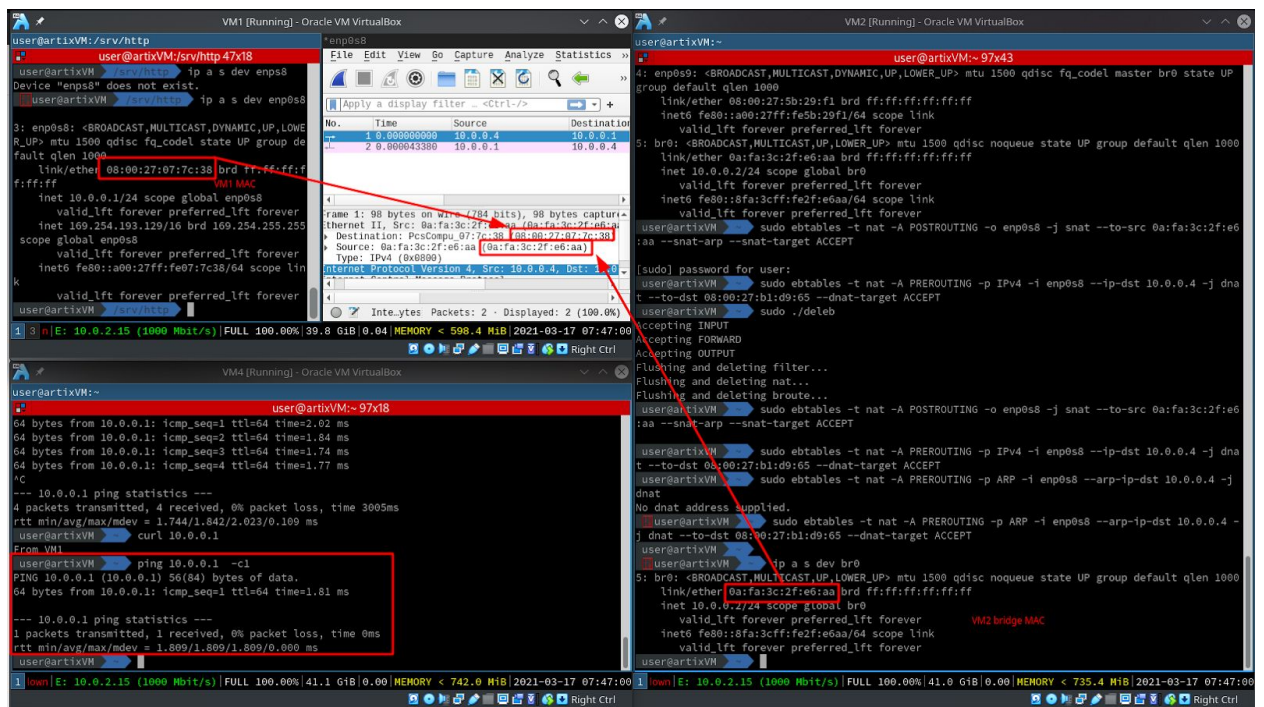 VM1 [Running] - Oracle VM VirtualBox
user@artixVM:/srv/http
user@artixVM:/srv/http 47x18
user@artixVM /srv/http ip a s dev enps8
Device "enps8" does not exist.
user@artixVM /srv/http ip a s dev enp0s8
3: enp0s8: <BROADCAST,MULTICAST,DYNAMIC,UP,LOWE
R_UP> mtu 1500 qdisc fq_codel state UP group de
fault qlen 1000
link/ether 08:00:27:07:7c:38 brd ff:ff:ff:f
f:ff:ff
VM1 MAC
inet 10.0.0.1/24 scope global enp0s8
valid_lft forever preferred_lft forever
inet 169.254.193.129/16 brd 169.254.255.255
scope global enp0s8
valid_lft forever preferred_lft forever
inet6 fe80::a00:27ff:fe07:7c38/64 scope lin
k
valid_lft forever preferred_lft forever
user@artixVM /srv/http
*enp0s8
File Edit View Go Capture Analyze Statistics »
»
Apply a display filter … <Ctrl-/> +
No. Time Source Destination
1 0.000000000 10.0.0.4 10.0.0.1
2 0.000043380 10.0.0.1 10.0.0.4
Frame 1: 98 bytes on wire (784 bits), 98 bytes capture
Ethernet II, Src: 0a:fa:3c:2f:e6:aa (0a:fa:3c:2f:e6:a
Destination: PcsCompu_07:7c:38 (08:00:27:07:7c:38)
Source: 0a:fa:3c:2f:e6:aa (0a:fa:3c:2f:e6:aa)
Type: IPv4 (0x0800)
Internet Protocol Version 4, Src: 10.0.0.4, Dst: 10.0
Internet Control Message Protocol
Inte…ytes Packets: 2 · Displayed: 2 (100.0%)
1 3 n|E: 10.0.2.15 (1000 Mbit/s)|FULL 100.00%|39.8 GiB|0.04|MEMORY < 598.4 MiB|2021-03-17 07:47:00
Right Ctrl
VM4 [Running] - Oracle VM VirtualBox
user@artixVM:~
user@artixVM:~ 97x18
64 bytes from 10.0.0.1: icmp_seq=1 ttl=64 time=2.02 ms
64 bytes from 10.0.0.1: icmp_seq=2 ttl=64 time=1.84 ms
64 bytes from 10.0.0.1: icmp_seq=3 ttl=64 time=1.74 ms
64 bytes from 10.0.0.1: icmp_seq=4 ttl=64 time=1.77 ms
^C
--- 10.0.0.1 ping statistics ---
4 packets transmitted, 4 received, 0% packet loss, time 3005ms
rtt min/avg/max/mdev = 1.744/1.842/2.023/0.109 ms
user@artixVM ~ curl 10.0.0.1
From VM1
user@artixVM ~ ping 10.0.0.1 -c1
PING 10.0.0.1 (10.0.0.1) 56(84) bytes of data.
64 bytes from 10.0.0.1: icmp_seq=1 ttl=64 time=1.81 ms
--- 10.0.0.1 ping statistics ---
1 packets transmitted, 1 received, 0% packet loss, time 0ms
rtt min/avg/max/mdev = 1.809/1.809/1.809/0.000 ms
user@artixVM ~
1 lown|E: 10.0.2.15 (1000 Mbit/s)|FULL 100.00%|41.1 GiB|0.00|MEMORY < 742.0 MiB|2021-03-17 07:47:00
Right Ctrl
VM2 [Running] - Oracle VM VirtualBox
user@artixVM:~
user@artixVM:~ 97x43
4: enp0s9: <BROADCAST,MULTICAST,DYNAMIC,UP,LOWER_UP> mtu 1500 qdisc fq_codel master br0 state UP
group default qlen 1000
link/ether 08:00:27:5b:29:f1 brd ff:ff:ff:ff:ff:ff
inet6 fe80::a00:27ff:fe5b:29f1/64 scope link
valid_lft forever preferred_lft forever
5: br0: <BROADCAST,MULTICAST,UP,LOWER_UP> mtu 1500 qdisc noqueue state UP group default qlen 1000
link/ether 0a:fa:3c:2f:e6:aa brd ff:ff:ff:ff:ff:ff
inet 10.0.0.2/24 scope global br0
valid_lft forever preferred_lft forever
inet6 fe80::8fa:3cff:fe2f:e6aa/64 scope link
valid_lft forever preferred_lft forever
user@artixVM ~ sudo ebtables -t nat -A POSTROUTING -o enp0s8 -j snat --to-src 0a:fa:3c:2f:e6
:aa --snat-arp --snat-target ACCEPT
[sudo] password for user:
user@artixVM ~ sudo ebtables -t nat -A PREROUTING -p IPv4 -i enp0s8 --ip-dst 10.0.0.4 -j dna
t --to-dst 08:00:27:b1:d9:65 --dnat-target ACCEPT
user@artixVM ~ sudo ./deleb
Accepting INPUT
Accepting FORWARD
Accepting OUTPUT
Flushing and deleting filter...
Flushing and deleting nat...
Flushing and deleting broute...
user@artixVM ~ sudo ebtables -t nat -A POSTROUTING -o enp0s8 -j snat --to-src 0a:fa:3c:2f:e6
:aa --snat-arp --snat-target ACCEPT
user@artixVM ~ sudo ebtables -t nat -A PREROUTING -p IPv4 -i enp0s8 --ip-dst 10.0.0.4 -j dna
t --to-dst 08:00:27:b1:d9:65 --dnat-target ACCEPT
user@artixVM ~ sudo ebtables -t nat -A PREROUTING -p ARP -i enp0s8 --arp-ip-dst 10.0.0.4 -j
dnat
No dnat address supplied.
user@artixVM ~ sudo ebtables -t nat -A PREROUTING -p ARP -i enp0s8 --arp-ip-dst 10.0.0.4 -
j dnat --to-dst 08:00:27:b1:d9:65 --dnat-target ACCEPT
user@artixVM ~
user@artixVM ~ ip a s dev br0
5: br0: <BROADCAST,MULTICAST,UP,LOWER_UP> mtu 1500 qdisc noqueue state UP group default qlen 1000
link/ether 0a:fa:3c:2f:e6:aa brd ff:ff:ff:ff:ff:ff
inet 10.0.0.2/24 scope global br0
valid_lft forever preferred_lft forever
VM2 bridge MAC
inet6 fe80::8fa:3cff:fe2f:e6aa/64 scope link
valid_lft forever preferred_lft forever
user@artixVM ~
1 lown|E: 10.0.2.15 (1000 Mbit/s)|FULL 100.00%|41.0 GiB|0.00|MEMORY < 735.4 MiB|2021-03-17 07:47:00
Right Ctrl